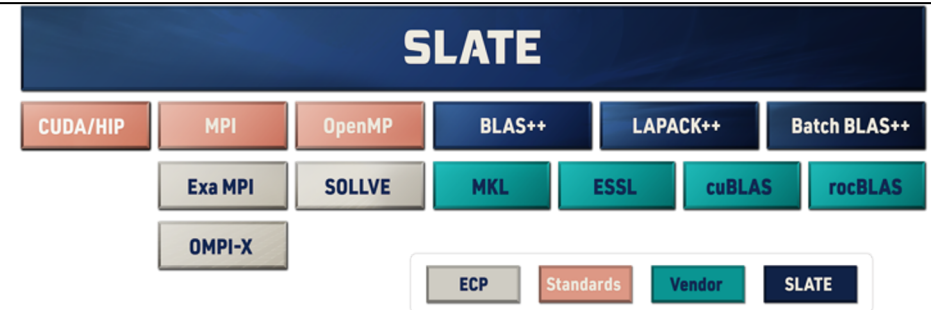 SLATE
CUDA/HIP MPI OpenMP BLAS++ LAPACK++ Batch BLAS++
Exa MPI SOLLVE MKL ESSL cuBLAS rocBLAS
OMPI-X
ECP Standards Vendor SLATE